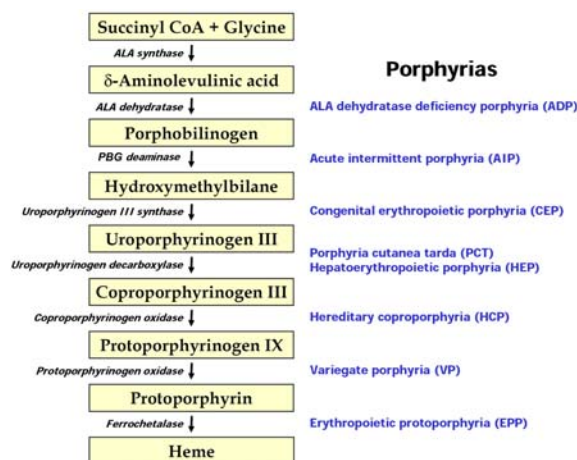 Succinyl CoA + Glycine
ALA synthase
δ-Aminolevulinic acid
Porphyrias
ALA dehydratase
ALA dehydratase deficiency porphyria (ADP)
Porphobilinogen
PBG deaminase
Acute intermittent porphyria (AIP)
Hydroxymethylbilane
Uroporphyrinogen III synthase
Congenital erythropoietic porphyria (CEP)
Uroporphyrinogen III
Uroporphyrinogen decarboxylase
Porphyria cutanea tarda (PCT)
Hepatoerythropoietic porphyria (HEP)
Coproporphyrinogen III
Coproporphyrinogen oxidase
Hereditary coproporphyria (HCP)
Protoporphyrinogen IX
Protoporphyrinogen oxidase
Variegate porphyria (VP)
Protoporphyrin
Ferrochetalase
Erythropoietic protoporphyria (EPP)
Heme